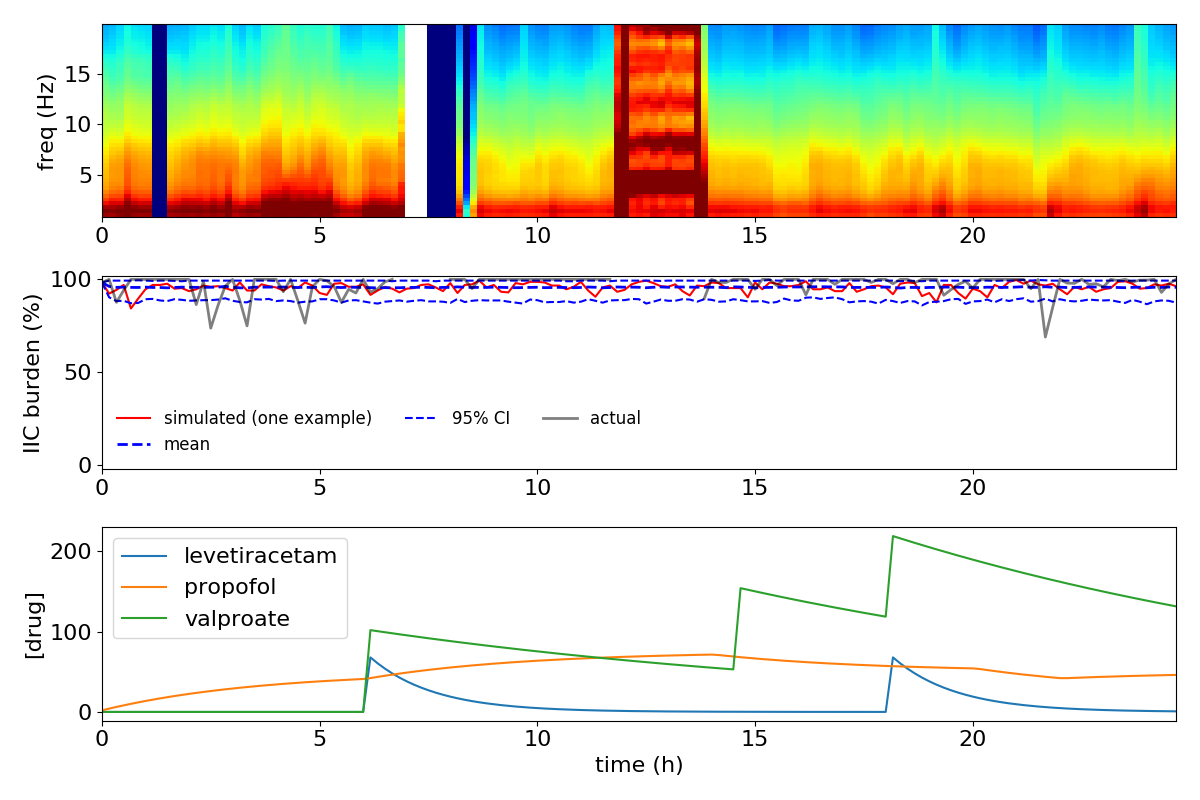 freq (Hz)
15
10
5
0 5 10 15 20
IIC burden (%)
100
50
0
simulated (one example) 95% CI actual
mean
0 5 10 15 20
[drug]
200
100
0
levetiracetam
propofol
valproate
0 5 10 15 20
time (h)